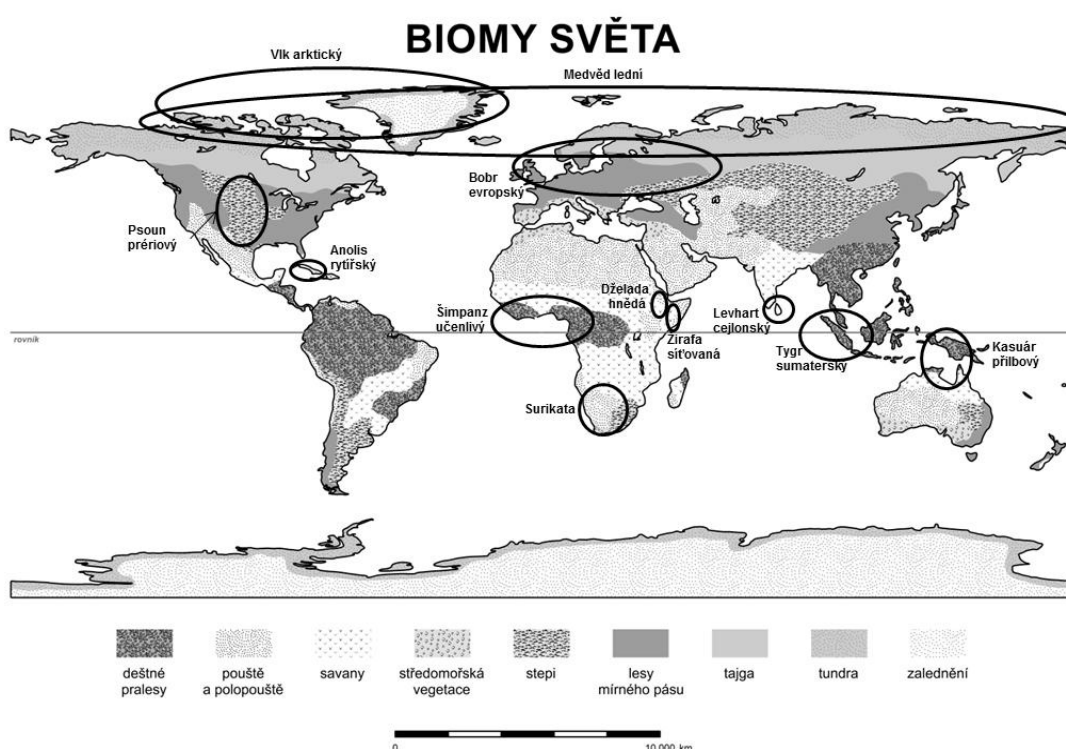 BIOMY SVĚTA
Vlk arktický
Medvěd lední
Bobr
evropský
Psoun
prériový
Anolis
rytířský
Dželada
hnědá
Šimpanz
učenlivý
Levhart
cejlonský
Žirafa
síťovaná
rovník
Tygr
sumaterský
Kasuár
přilbový
Surikata
deštné
pralesy
pouště
a polopouště
savany
středomořská
vegetace
stepi
lesy
mírného pásu
tajga
tundra
zalednění
0
10 000 km